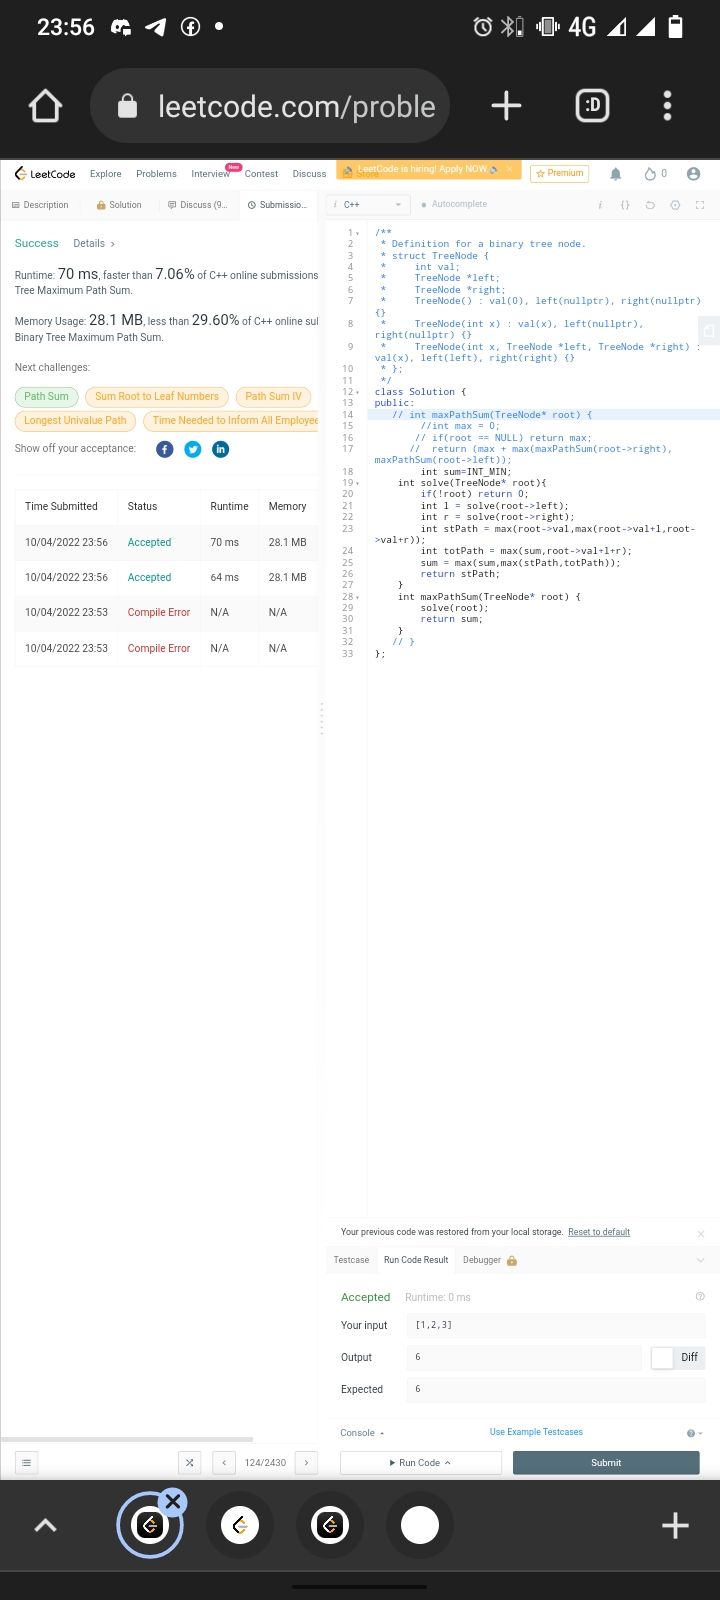 23:56
4G
leetcode.com/proble
:D
LeetCode
Explore
Problems
Interview
New
Contest
Discuss
LeetCode is hiring! Apply NOW.
Premium
0
Description
Solution
Discuss (9...
Submissio...
i C++
Autocomplete
Success
Details >
Runtime: 70 ms, faster than 7.06% of C++ online submissions
Tree Maximum Path Sum.
Memory Usage: 28.1 MB, less than 29.60% of C++ online sul
Binary Tree Maximum Path Sum.
Next challenges:
Path Sum
Sum Root to Leaf Numbers
Path Sum IV
Longest Univalue Path
Time Needed to Inform All Employee
Show off your acceptance:
Time Submitted Status Runtime Memory
10/04/2022 23:56 Accepted 70 ms 28.1 MB
10/04/2022 23:56 Accepted 64 ms 28.1 MB
10/04/2022 23:53 Compile Error N/A N/A
10/04/2022 23:53 Compile Error N/A N/A
1 /**
2 * Definition for a binary tree node.
3 * struct TreeNode {
4 *     int val;
5 *     TreeNode *left;
6 *     TreeNode *right;
7 *     TreeNode() : val(0), left(nullptr), right(nullptr)
{}
8 *     TreeNode(int x) : val(x), left(nullptr),
right(nullptr) {}
9 *     TreeNode(int x, TreeNode *left, TreeNode *right) :
val(x), left(left), right(right) {}
10 * };
11 */
12 class Solution {
13 public:
14 // int maxPathSum(TreeNode* root) {
15 //int max = 0;
16 // if(root == NULL) return max;
17 //  return (max + max(maxPathSum(root->right),
maxPathSum(root->left));
18 int sum=INT_MIN;
19 int solve(TreeNode* root){
20 if(!root) return 0;
21 int l = solve(root->left);
22 int r = solve(root->right);
23 int stPath = max(root->val,max(root->val+l,root-
>val+r));
24 int totPath = max(sum,root->val+l+r);
25 sum = max(sum,max(stPath,totPath));
26 return stPath;
27 }
28 int maxPathSum(TreeNode* root) {
29 solve(root);
30 return sum;
31 }
32 // }
33 };
Your previous code was restored from your local storage. Reset to default
Testcase
Run Code Result
Debugger
Accepted
Runtime: 0 ms
Your input
[1,2,3]
Output
6
Diff
Expected
6
Console
Use Example Testcases
124/2430
Run Code
Submit